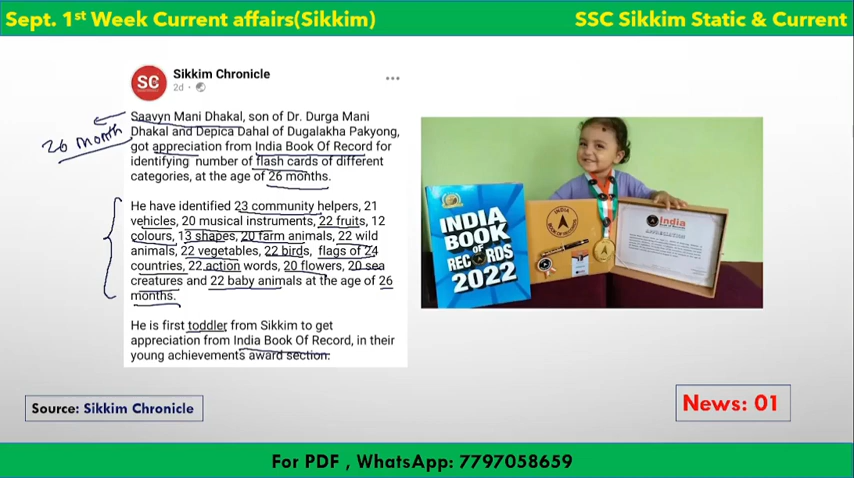 Sept. 1st Week Current affairs(Sikkim)
SSC Sikkim Static & Current
SC
Sikkim Chronicle
2d
26 month
Saavyn Mani Dhakal, son of Dr. Durga Mani
Dhakal and Depica Dahal of Dugalakha Pakyong,
got appreciation from India Book Of Record for
identifying number of flash cards of different
categories, at the age of 26 months.
He have identified 23 community helpers, 21
vehicles, 20 musical instruments, 22 fruits, 12
colours, 13 shapes, 20 farm animals, 22 wild
animals, 22 vegetables, 22 birds, flags of 24
countries, 22 action words, 20 flowers, 20 sea
creatures and 22 baby animals at the age of 26
months.
He is first toddler from Sikkim to get
appreciation from India Book Of Record, in their
young achievements award section.
INDIA
BOOK
OF
RECORDS
2022
India
Source: Sikkim Chronicle
News: 01
For PDF , WhatsApp: 7797058659